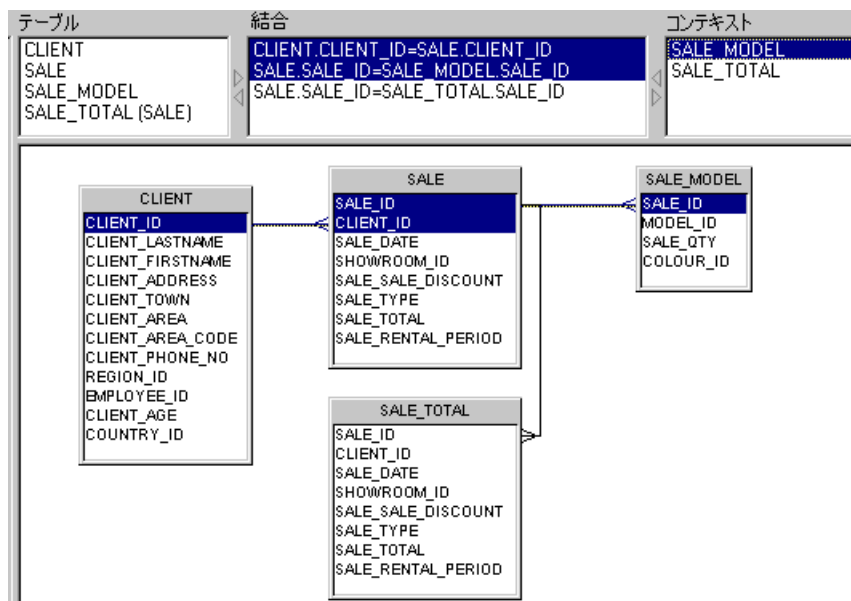 テーブル
結合
コンテキスト
CLIENT
SALE
SALE_MODEL
SALE_TOTAL (SALE)
CLIENT.CLIENT_ID=SALE.CLIENT_ID
SALE.SALE_ID=SALE_MODEL.SALE_ID
SALE.SALE_ID=SALE_TOTAL.SALE_ID
SALE_MODEL
SALE_TOTAL
CLIENT
CLIENT_ID
CLIENT_LASTNAME
CLIENT_FIRSTNAME
CLIENT_ADDRESS
CLIENT_TOWN
CLIENT_AREA
CLIENT_AREA_CODE
CLIENT_PHONE_NO
REGION_ID
EMPLOYEE_ID
CLIENT_AGE
COUNTRY_ID
SALE
SALE_ID
CLIENT_ID
SALE_DATE
SHOWROOM_ID
SALE_SALE_DISCOUNT
SALE_TYPE
SALE_TOTAL
SALE_RENTAL_PERIOD
SALE_MODEL
SALE_ID
MODEL_ID
SALE_QTY
COLOUR_ID
SALE_TOTAL
SALE_ID
CLIENT_ID
SALE_DATE
SHOWROOM_ID
SALE_SALE_DISCOUNT
SALE_TYPE
SALE_TOTAL
SALE_RENTAL_PERIOD